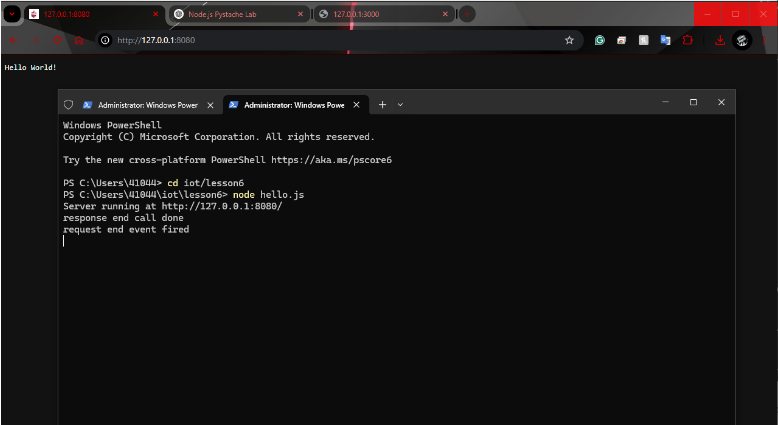 127.0.0.1:8080
Node.js Pystache Lab
127.0.0.1:3000
http://127.0.0.1:8080
Hello World!
Administrator: Windows Power
Administrator: Windows Powe
Windows PowerShell
Copyright (C) Microsoft Corporation. All rights reserved.
Try the new cross-platform PowerShell https://aka.ms/pscore6
PS C:\Users\41044> cd iot/lesson6
PS C:\Users\41044\iot\lesson6> node hello.js
Server running at http://127.0.0.1:8080/
response end call done
request end event fired